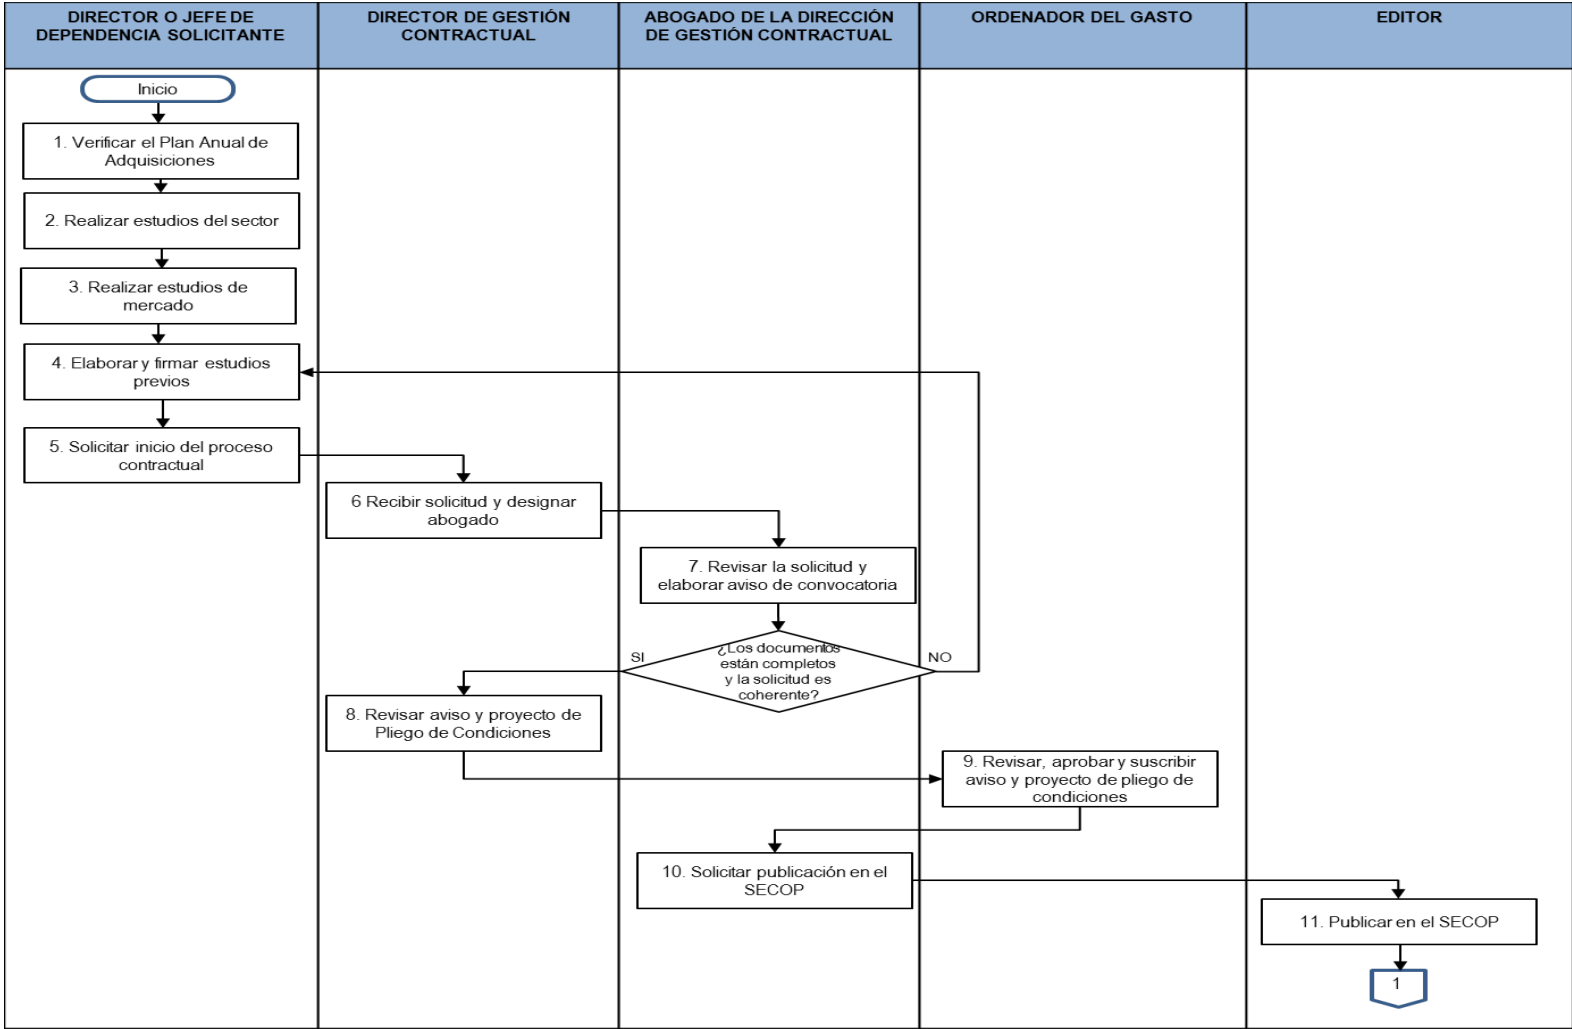 DIRECTOR O JEFE DE
DEPENDENCIA SOLICITANTE
DIRECTOR DE GESTIÓN
CONTRACTUAL
ABOGADO DE LA DIRECCIÓN
DE GESTIÓN CONTRACTUAL
ORDENADOR DEL GASTO
EDITOR
Inicio
1. Verificar el Plan Anual de
Adquisiciones
2. Realizar estudios del sector
3. Realizar estudios de
mercado
4. Elaborar y firmar estudios
previos
5. Solicitar inicio del proceso
contractual
6 Recibir solicitud y designar
abogado
7. Revisar la solicitud y
elaborar aviso de convocatoria
¿Los documentos
están completos
y la solicitud es
coherente?
SI
NO
8. Revisar aviso y proyecto de
Pliego de Condiciones
9. Revisar, aprobar y suscribir
aviso y proyecto de pliego de
condiciones
10. Solicitar publicación en el
SECOP
11. Publicar en el SECOP
1